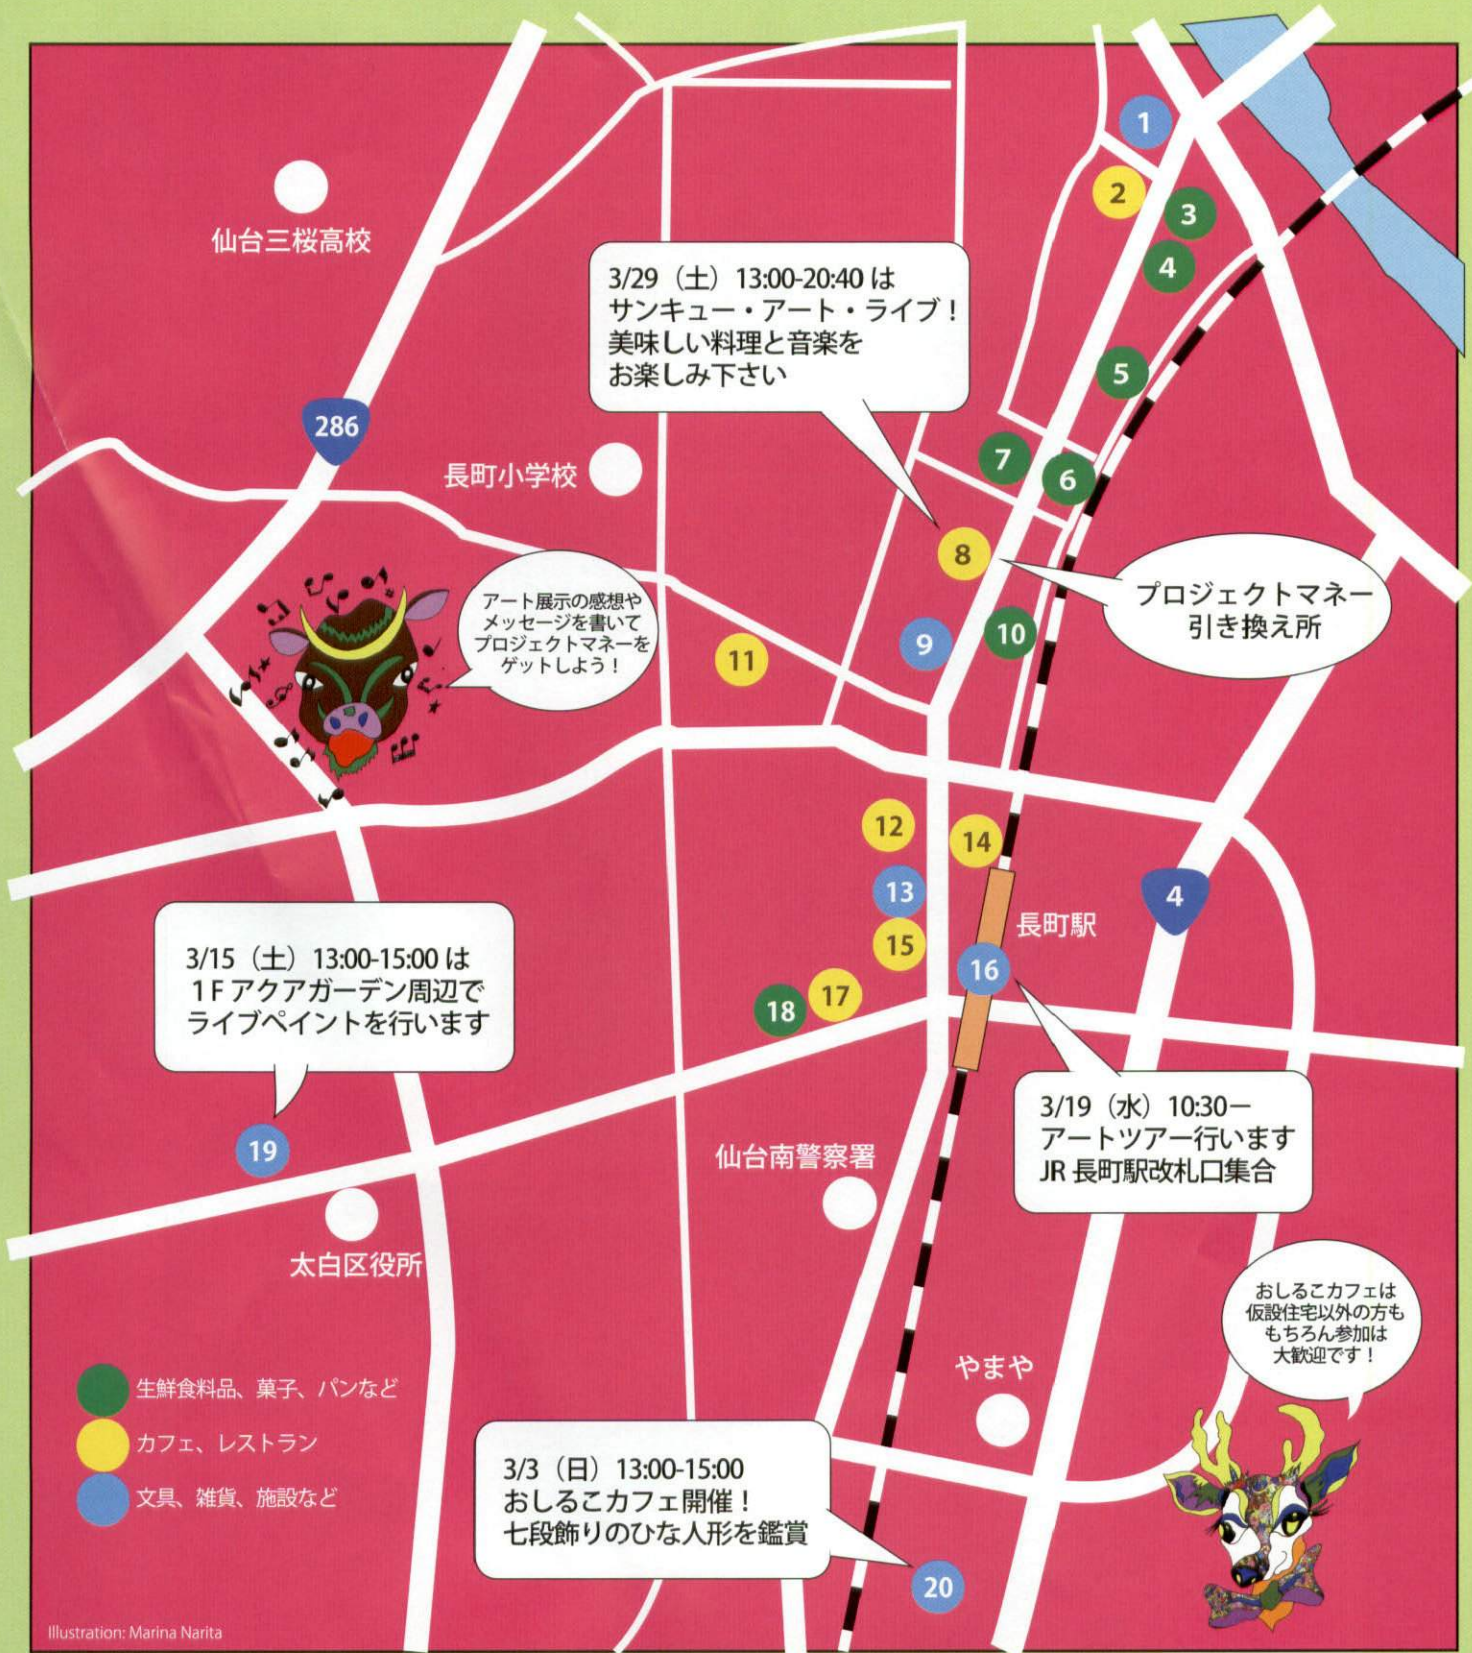 1
2
3
4
5
6
7
8
9
10
11
12
13
14
15
16
17
18
19
20
仙台三桜高校
286
3/29（土）13:00-20:40 は
サンキュー・アート・ライブ！
美味しい料理と音楽を
お楽しみ下さい
長町小学校
アート展示の感想や
メッセージを書いて
プロジェクトマネーを
ゲットしよう！
プロジェクトマネー
引き換え所
長町駅
4
3/15（土）13:00-15:00 は
1F アクアガーデン周辺で
ライブペイントを行います
3/19（水）10:30－
アートツアー行います
JR 長町駅改札口集合
仙台南警察署
太白区役所
おしるこカフェは
仮設住宅以外の方も
もちろん参加は
大歓迎です！
やまや
生鮮食料品、菓子、パンなど
カフェ、レストラン
文具、雑貨、施設など
3/3（日）13:00-15:00
おしるこカフェ開催！
七段飾りのひな人形を鑑賞
Illustration: Marina Narita